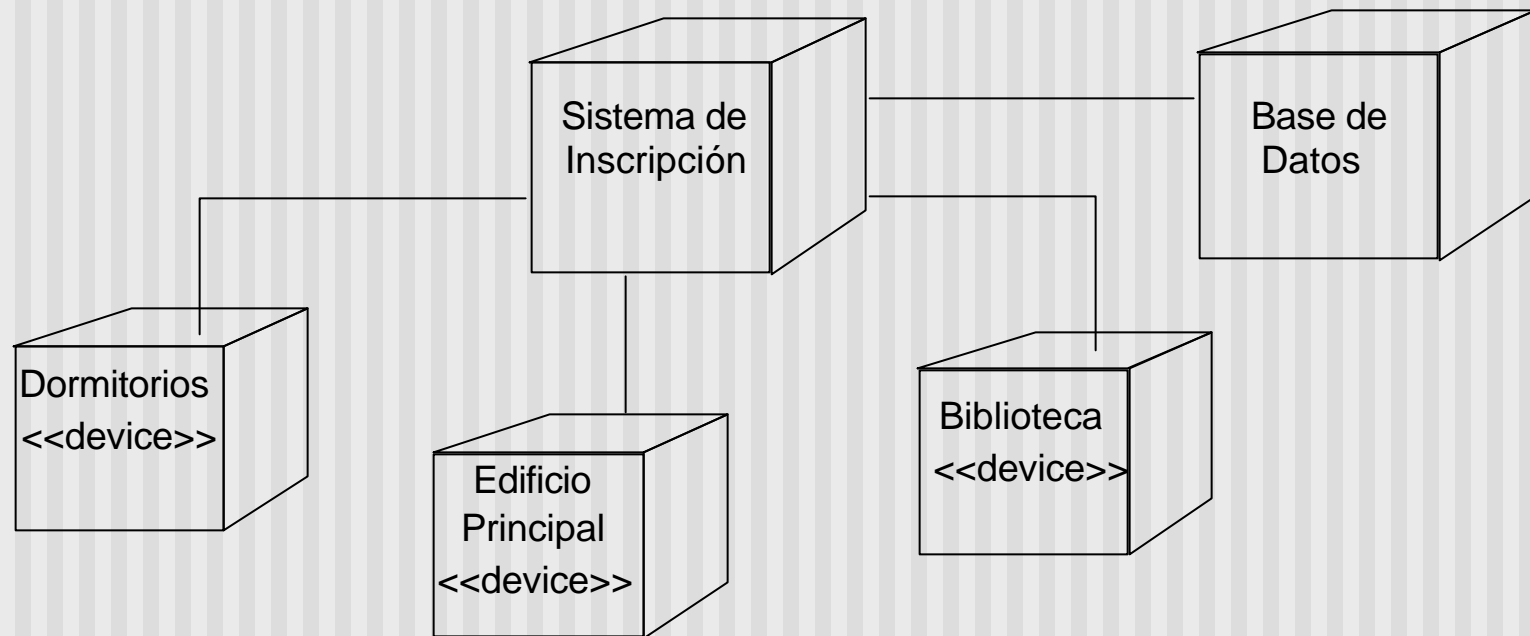 Sistema de
Inscripción
Base de
Datos
Dormitorios
<<device>>
Edificio
Principal
<<device>>
Biblioteca
<<device>>